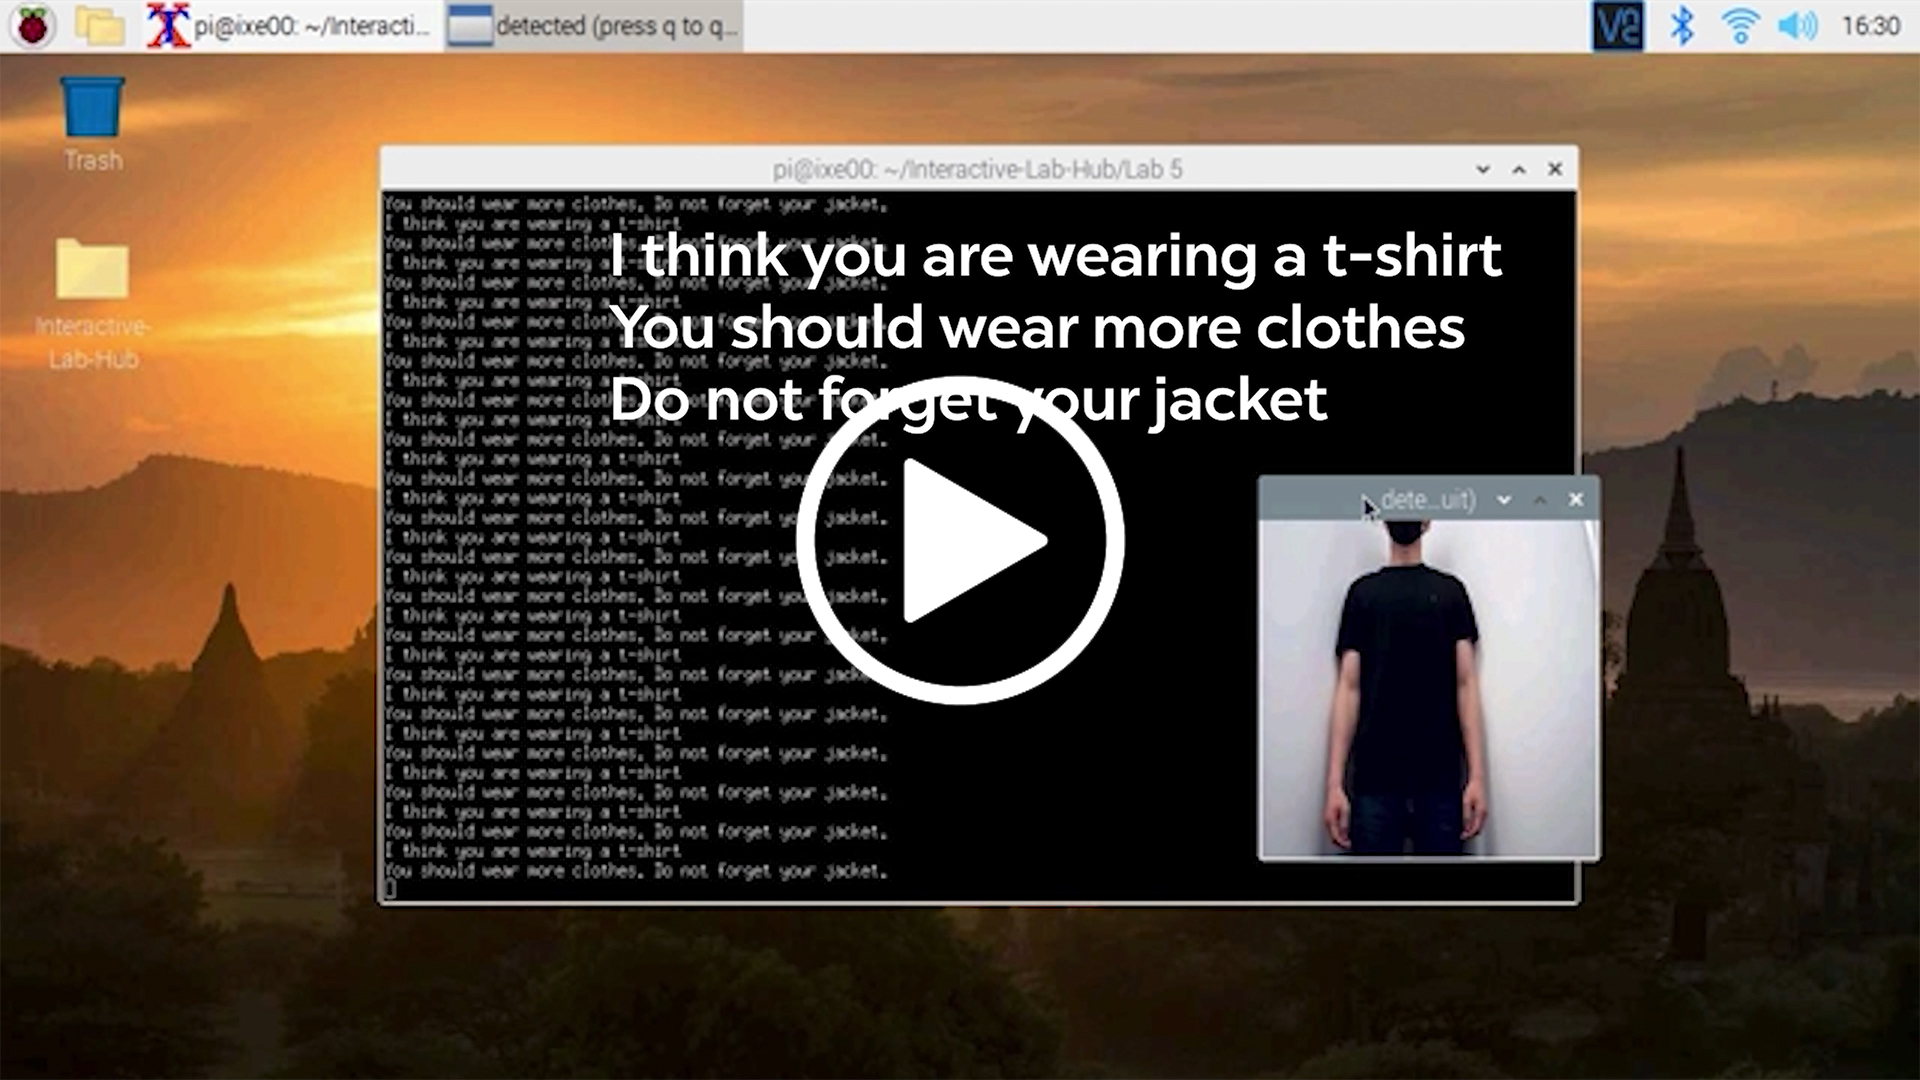 pi@ixe00: ~/Interacti...
detected (press q to q...
16:30
Trash
Interactive-
Lab-Hub
pi@ixe00: ~/Interactive-Lab-Hub/Lab 5
You should wear more clothes. Do not forget your jacket.
I think you are wearing a t-shirt
You should wear more clothes. Do not forget your jacket.
I think you are wearing a t-shirt
You should wear more clothes. Do not forget your jacket.
I think you are wearing a t-shirt
You should wear more clothes. Do not forget your jacket.
I think you are wearing a t-shirt
You should wear more clothes. Do not forget your jacket.
I think you are wearing a t-shirt
You should wear more clothes. Do not forget your jacket.
I think you are wearing a t-shirt
You should wear more clothes. Do not forget your jacket.
I think you are wearing a t-shirt
You should wear more clothes. Do not forget your jacket.
I think you are wearing a t-shirt
You should wear more clothes. Do not forget your jacket.
I think you are wearing a t-shirt
You should wear more clothes. Do not forget your jacket.
I think you are wearing a t-shirt
You should wear more clothes. Do not forget your jacket.
I think you are wearing a t-shirt
You should wear more clothes. Do not forget your jacket.
I think you are wearing a t-shirt
You should wear more clothes. Do not forget your jacket.
I think you are wearing a t-shirt
You should wear more clothes. Do not forget your jacket.
I think you are wearing a t-shirt
You should wear more clothes. Do not forget your jacket.
I think you are wearing a t-shirt
You should wear more clothes. Do not forget your jacket.
I think you are wearing a t-shirt
You should wear more clothes. Do not forget your jacket.
I think you are wearing a t-shirt
You should wear more clothes. Do not forget your jacket.
I think you are wearing a t-shirt
You should wear more clothes
Do not forget your jacket
dete...uit)